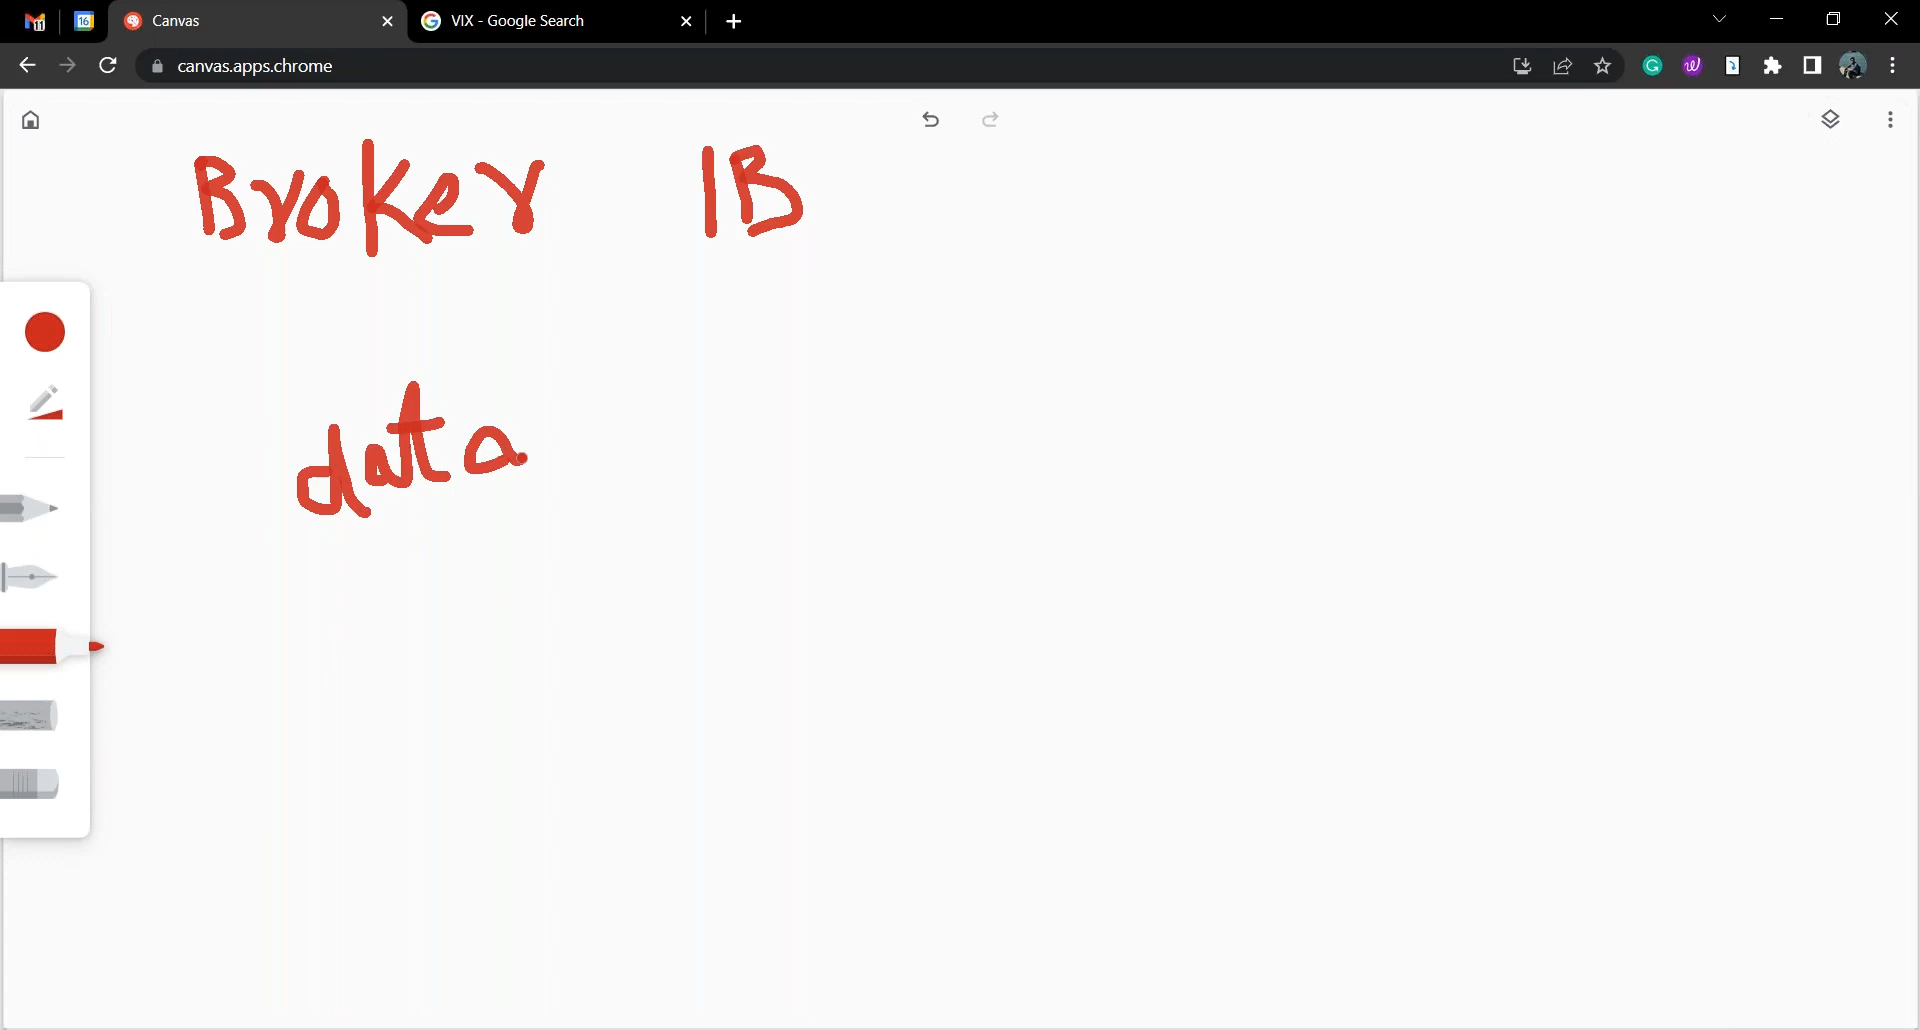 Canvas
VIX - Google Search
canvas.apps.chrome
Broker IB
data